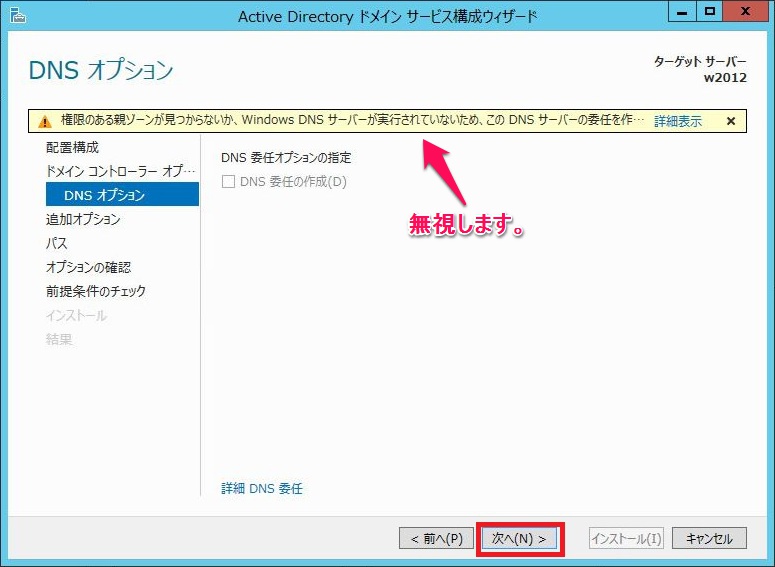 Active Directory ドメイン サービス構成ウィザード
DNS オプション
ターゲット サーバー
w2012
権限のある親ゾーンが見つからないか、Windows DNS サーバーが実行されていないため、この DNS サーバーの委任を作…
詳細表示
配置構成
ドメイン コントローラー オプ…
DNS オプション
追加オプション
パス
オプションの確認
前提条件のチェック
インストール
結果
DNS 委任オプションの指定
DNS 委任の作成(D)
無視します。
詳細 DNS 委任
< 前へ(P)
次へ(N) >
インストール(I)
キャンセル